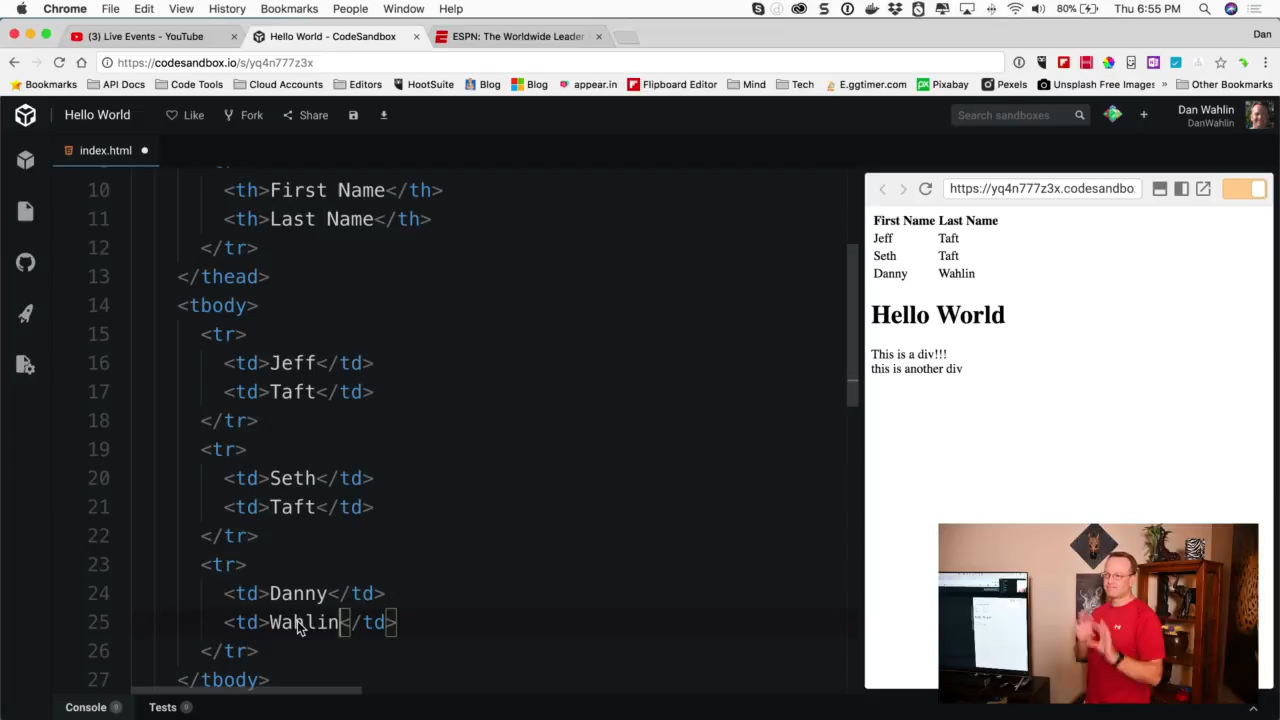 Chrome File Edit View History Bookmarks People Window Help 80% Thu 6:55 PM
(3) Live Events - YouTube Hello World - CodeSandbox ESPN: The Worldwide Leader Dan
https://codesandbox.io/s/yq4n777z3x
Bookmarks API Docs Code Tools Cloud Accounts Editors HootSuite Blog Blog appear.in Flipboard Editor Mind Tech E.ggtimer.com Pixabay Pexels Unsplash Free Images » Other Bookmarks
Hello World Like Fork Share Search sandboxes Dan Wahlin
DanWahlin
index.html
10 <th>First Name</th>
11 <th>Last Name</th>
12 </tr>
13 </thead>
14 <tbody>
15 <tr>
16 <td>Jeff</td>
17 <td>Taft</td>
18 </tr>
19 <tr>
20 <td>Seth</td>
21 <td>Taft</td>
22 </tr>
23 <tr>
24 <td>Danny</td>
25 <td>Wahlin</td>
26 </tr>
27 </tbody>
https://yq4n777z3x.codesandbo
First Name Last Name
Jeff Taft
Seth Taft
Danny Wahlin
Hello World
This is a div!!!
this is another div
Console 0 Tests 0